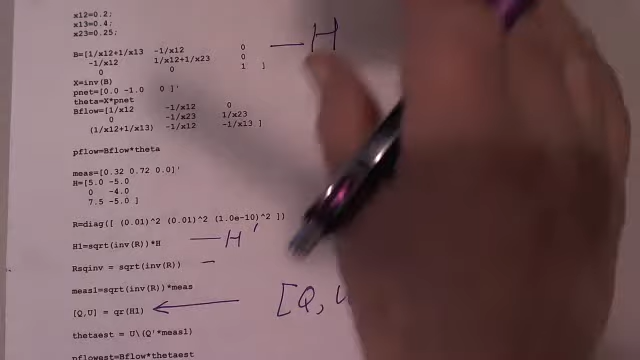 x12=0.2;
x13=0.4;
x23=0.25;
B=[1/x12+1/x13 -1/x12 0
-1/x12 1/x12+1/x23 0
0 0 1 ]
— H
X=inv(B)
pnet=[0.0 -1.0 0 ]'
theta=X*pnet
Bflow=[1/x12 -1/x12 0
0 -1/x23 1/x23
(1/x12+1/x13) -1/x12 -1/x13 ]
pflow=Bflow*theta
meas=[0.32 0.72 0.0]'
H=[5.0 -5.0
0 -4.0
7.5 -5.0 ]
R=diag([ (0.01)^2 (0.01)^2 (1.0e-10)^2 ])
H1=sqrt(inv(R))*H — H'
Rsqinv = sqrt(inv(R)) —
meas1=sqrt(inv(R))*meas
[Q,U] = qr(H1) [Q, U
thetaest = U\(Q'*meas1)
pflowest=Bflow*thetaest